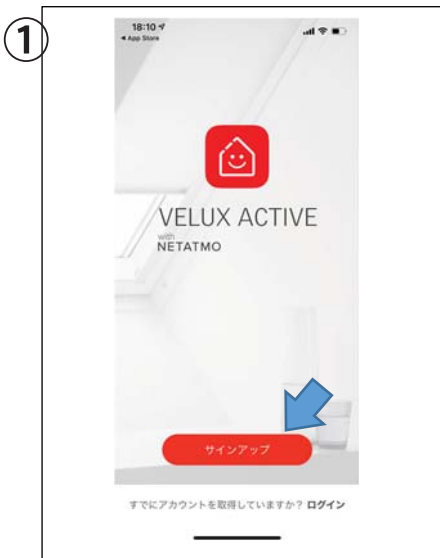 ①
18:10
◀ App Store
VELUX ACTIVE
with
NETATMO
サインアップ
すでにアカウントを取得していますか？ ログイン